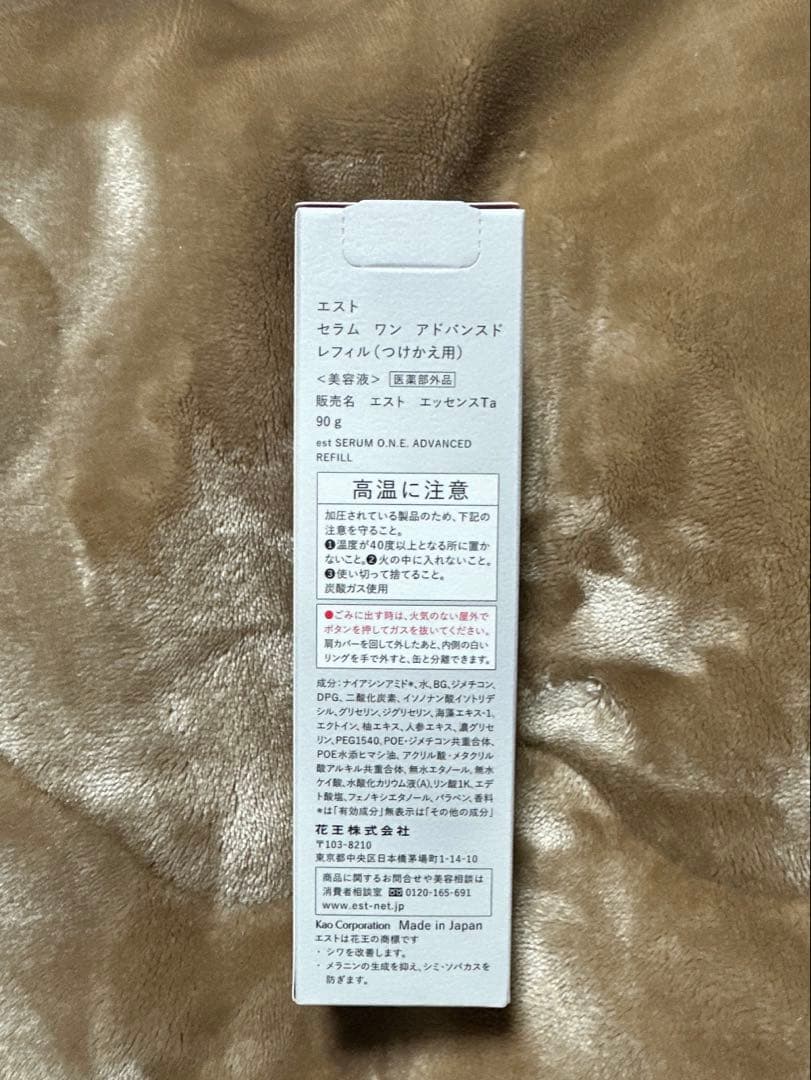 エスト
セラム ワン アドバンスド
レフィル(つけかえ用)
<美容液> 医薬部外品
販売名 エスト エッセンスTa
90 g
est SERUM O.N.E. ADVANCED
REFILL
高温に注意
加圧されている製品のため、下記の
注意を守ること。
❶温度が40度以上となる所に置か
ないこと。❷火の中に入れないこと。
❸使い切って捨てること。
炭酸ガス使用
●ごみに出す時は、火気のない屋外で
ボタンを押してガスを抜いてください。
肩カバーを回して外したあと、内側の白い
リングを手で外すと、缶と分離できます。
成分:ナイアシンアミド*、水、BG、ジメチコン、
DPG、二酸化炭素、イソノナン酸イソトリデ
シル、グリセリン、ジグリセリン、海藻エキス-1、
エクトイン、柚エキス、人参エキス、濃グリセ
リン、PEG1540、POE・ジメチコン共重合体、
POE水添ヒマシ油、アクリル酸・メタクリル
酸アルキル共重合体、無水エタノール、無水
ケイ酸、水酸化カリウム液(A)、リン酸1K、エデ
ト酸塩、フェノキシエタノール、パラベン、香料
*は「有効成分」無表示は「その他の成分」
花王株式会社
〒103-8210
東京都中央区日本橋茅場町1-14-10
商品に関するお問合せや美容相談は
消費者相談室 0120-165-691
www.est-net.jp
Kao Corporation Made in Japan
エストは花王の商標です
・シワを改善します。
・メラニンの生成を抑え、シミ・ソバカスを
防ぎます。